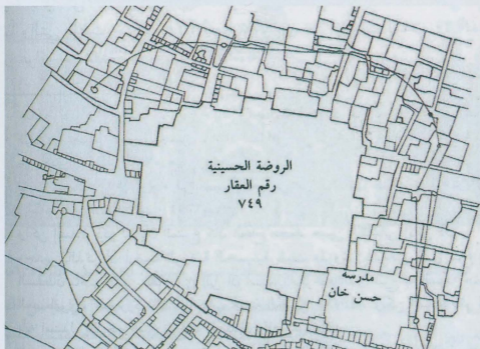 الروضة الحسينية
رقم العقار
٧٤٩
مدرسه
حسن خان